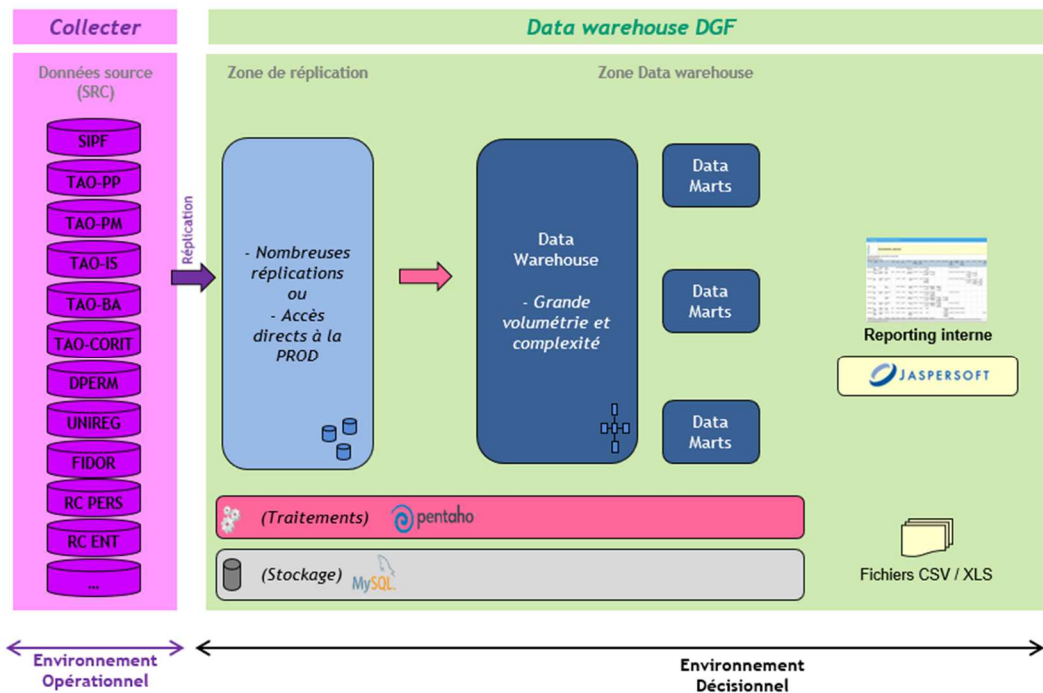 Collecter
Data warehouse DGF
Données source
(SRC)
SIPF
TAO-PP
TAO-PM
TAO-IS
TAO-BA
TAO-CORIT
DPERM
UNIREG
FIDOR
RC PERS
RC ENT
...
Réplication
Zone de réplication
- Nombreuses
réplications
ou
- Accès
directs à la
PROD
Zone Data warehouse
Data
Warehouse
- Grande
volumétrie et
complexité
Data
Marts
Data
Marts
Data
Marts
Reporting interne
JASPERSOFT
(Traitements) pentaho
(Stockage) MySQL
Fichiers CSV / XLS
Environnement
Opérationnel
Environnement
Décisionnel